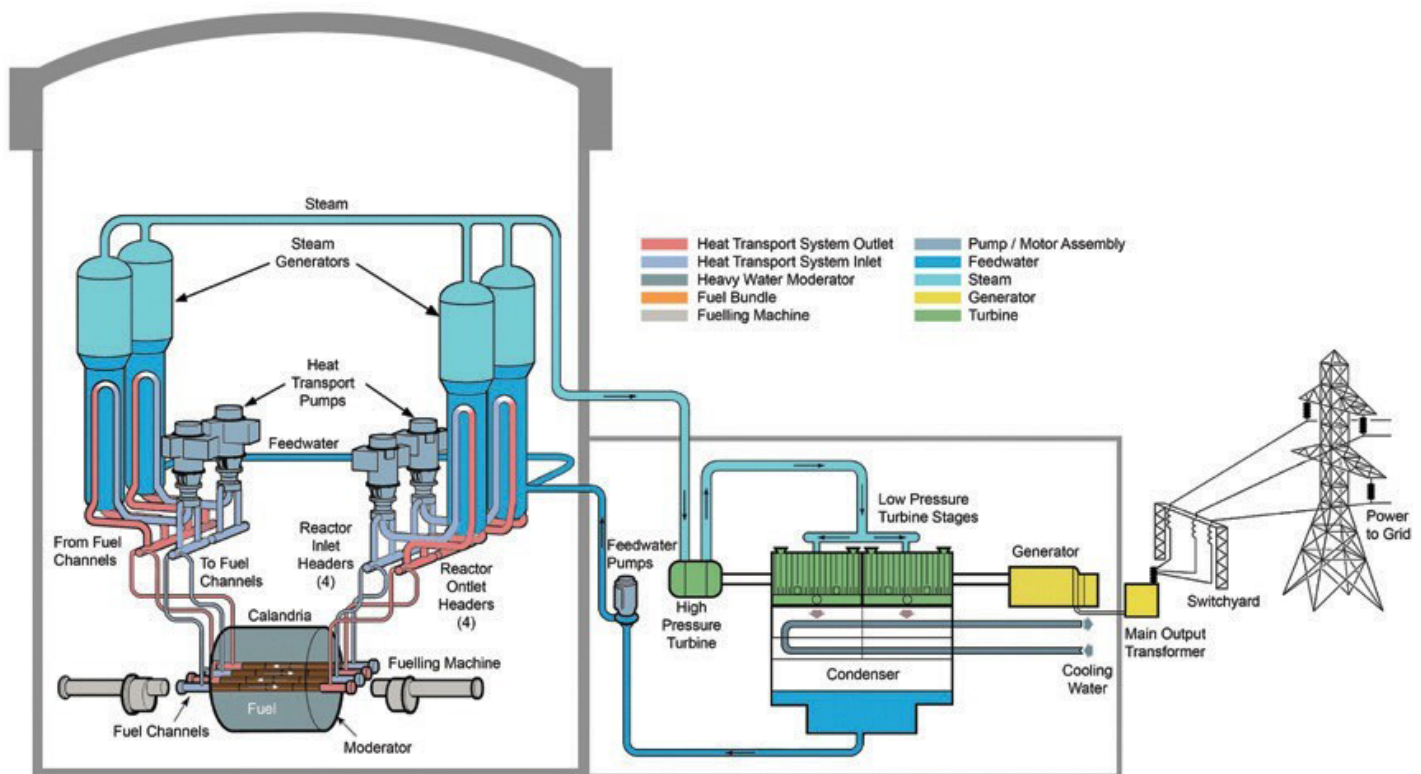 Steam
Steam
Generators
Heat
Transport
Pumps
Feedwater
From Fuel
Channels
To Fuel
Channels
Reactor
Inlet
Headers
(4)
Reactor
Ontlet
Headers
(4)
Calandria
Fuelling Machine
Fuel
Fuel Channels
Moderator
Heat Transport System Outlet
Heat Transport System Inlet
Heavy Water Moderator
Fuel Bundle
Fuelling Machine
Pump / Motor Assembly
Feedwater
Steam
Generator
Turbine
Feedwater
Pumps
High
Pressure
Turbine
Low Pressure
Turbine Stages
Generator
Condenser
Cooling
Water
Main Output
Transformer
Switchyard
Power
to Grid